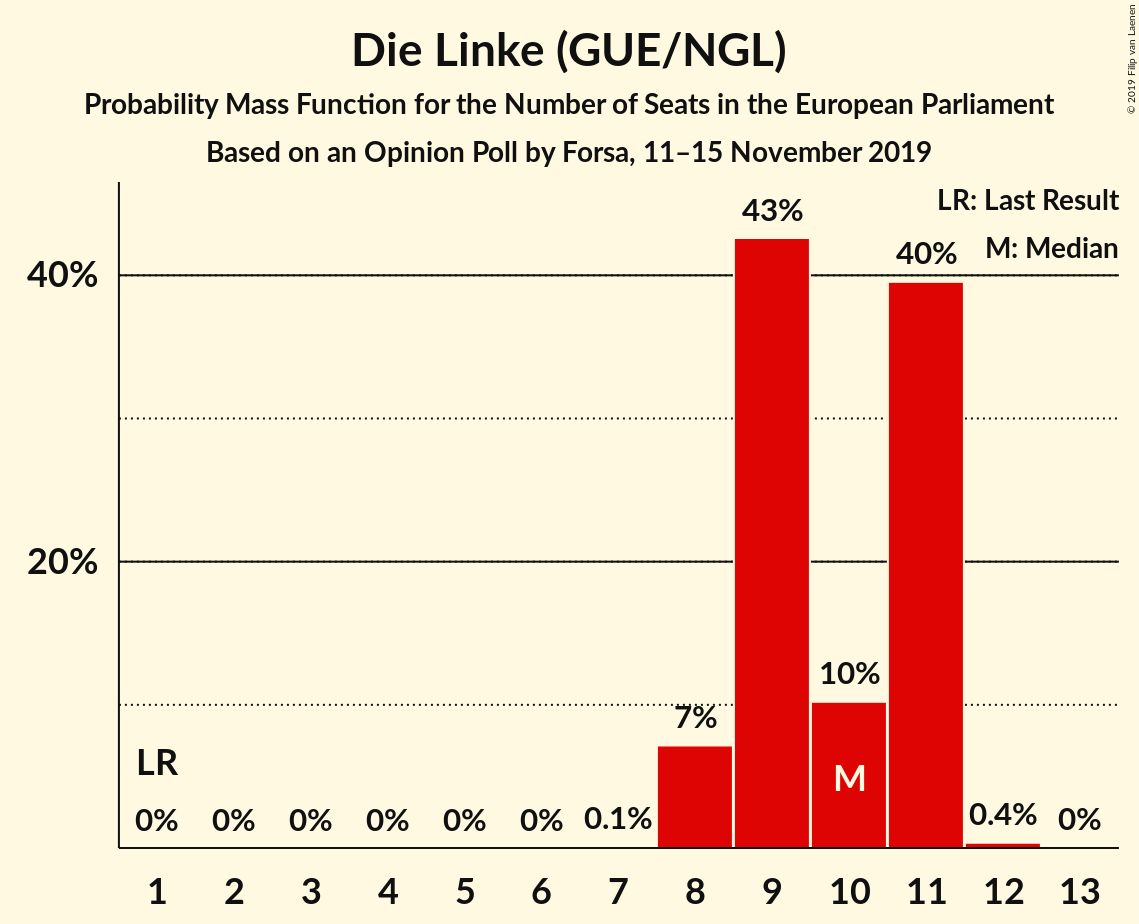 Die Linke (GUE/NGL)
Probability Mass Function for the Number of Seats in the European Parliament
Based on an Opinion Poll by Forsa, 11–15 November 2019
© 2019 Filip van Laenen
LR: Last Result
M: Median
40%
20%
LR
0%
0%
0%
0%
0%
0%
0.1%
7%
43%
10%
M
40%
0.4%
0%
1 2 3 4 5 6 7 8 9 10 11 12 13